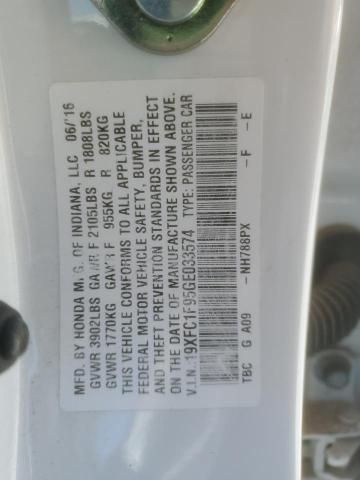 MFD. BY HONDA MFG. OF INDIANA, LLC 06/16
GVWR 3902LBS GAWR F 2105LBS R 1808LBS
GVWR 1770KG GAWR F 955KG R 820KG
THIS VEHICLE CONFORMS TO ALL APPLICABLE
FEDERAL MOTOR VEHICLE SAFETY, BUMPER,
AND THEFT PREVENTION STANDARDS IN EFFECT
ON THE DATE OF MANUFACTURE SHOWN ABOVE.
V.I.N.:19XFC1F95GE033574 TYPE: PASSENGER CAR
TBC G A09 -NH788PX -F -E